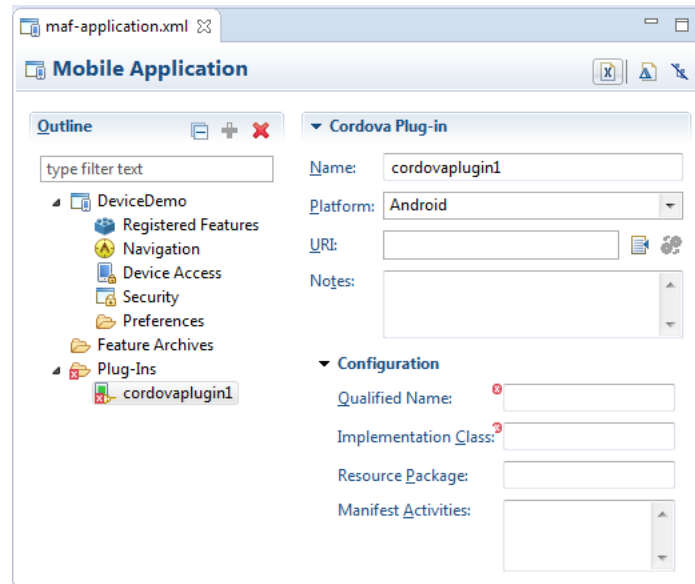 maf-application.xml
Mobile Application
Outline
type filter text
DeviceDemo
Registered Features
Navigation
Device Access
Security
Preferences
Feature Archives
Plug-Ins
cordovaplugin1
Cordova Plug-in
Name: cordovaplugin1
Platform: Android
URI:
Notes:
Configuration
Qualified Name:
Implementation Class:
Resource Package:
Manifest Activities: